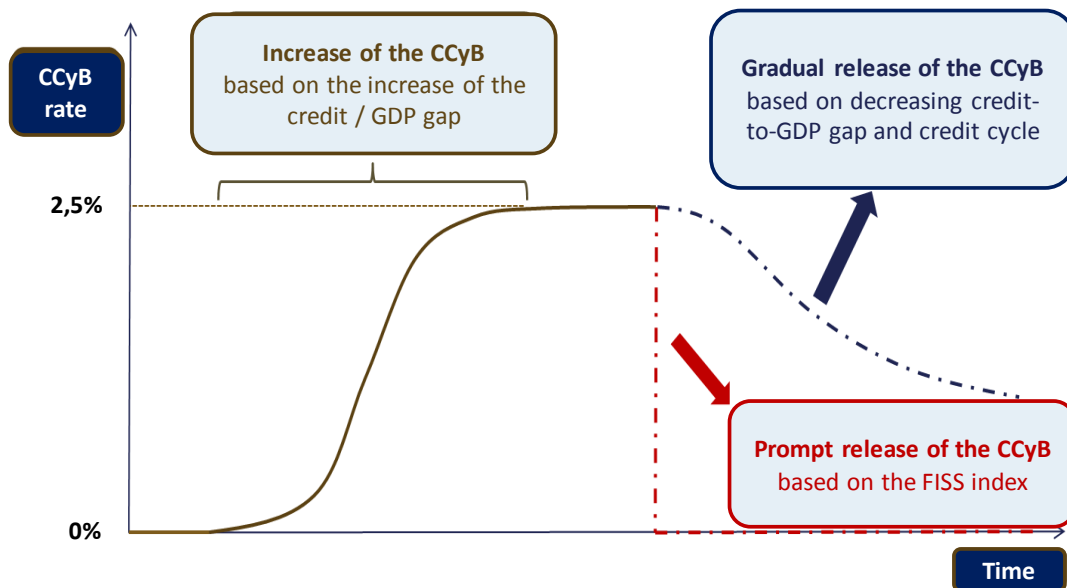 CCyB
rate
Increase of the CCyB
based on the increase of the
credit / GDP gap
Gradual release of the CCyB
based on decreasing credit-
to-GDP gap and credit cycle
2,5%
Prompt release of the CCyB
based on the FISS index
0%
Time